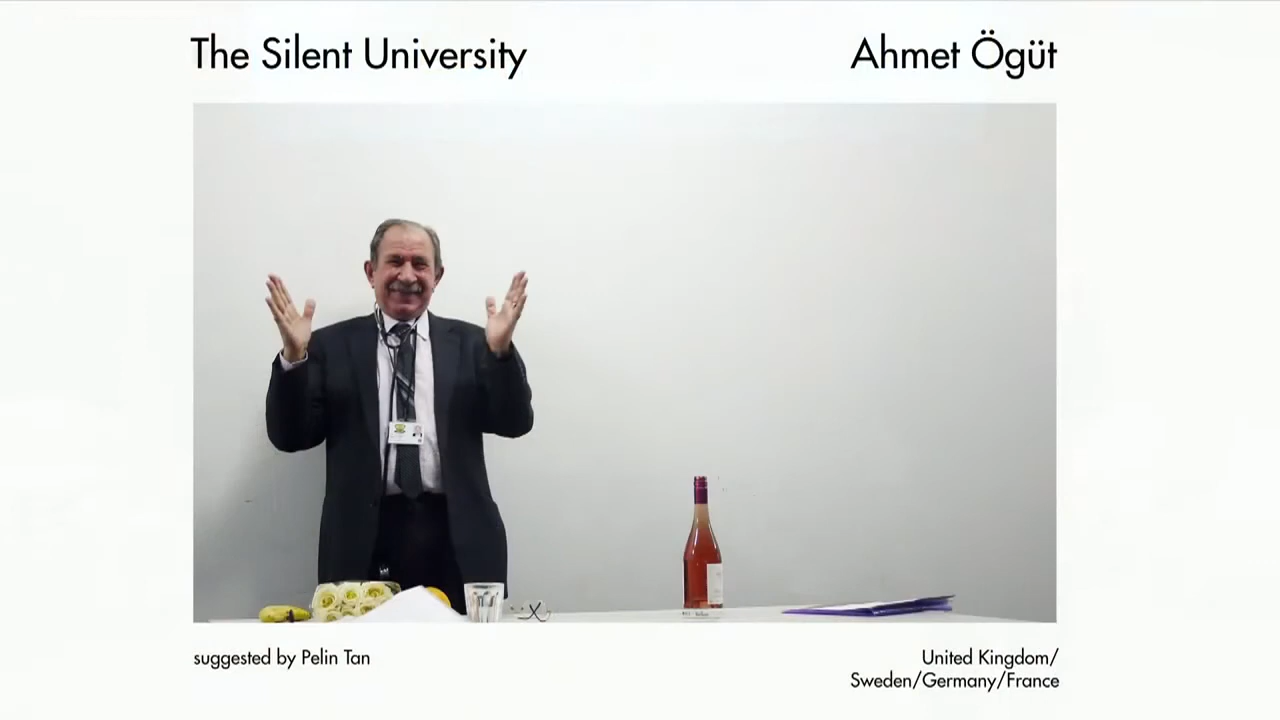 The Silent University
Ahmet Ögüt
suggested by Pelin Tan
United Kingdom/
Sweden/Germany/France